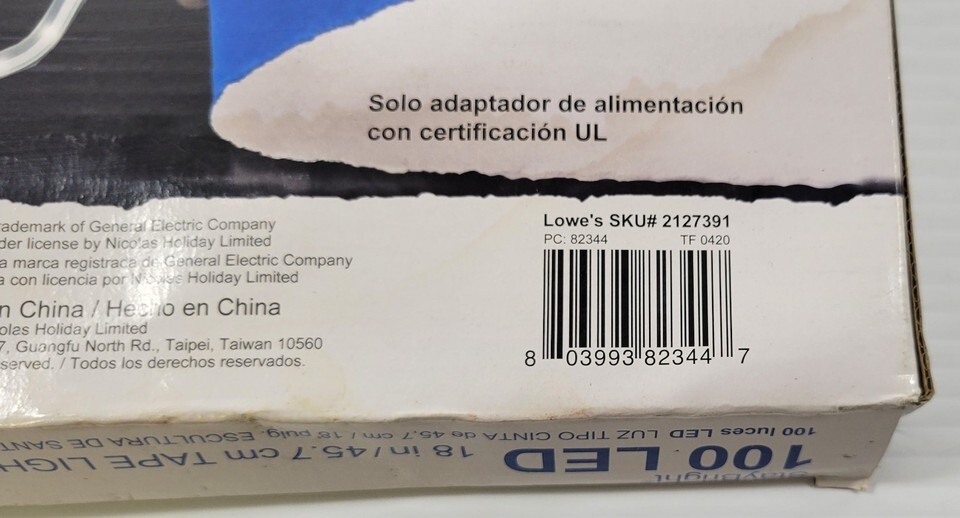 Solo adaptador de alimentación
con certificación UL
Lowe's SKU# 2127391
PC: 82344 TF 0420
8 03993 82344 7
of General Electric Company
license by Nicolas Holiday Limited
a marca registrada de General Electric Company
a con licencia por Nicolas Holiday Limited
n China / Hecho en China
Holiday Limited
7, Guangfu North Rd., Taipei, Taiwan 10560
/ Todos los derechos reservados.
StayBright
100 LED 18 in / 45.7 cm TAPE LIGH
100 luces LED LUZ TIPO CINTA de 45,7 cm / 18 pulg. ESCULTURA DE SANT